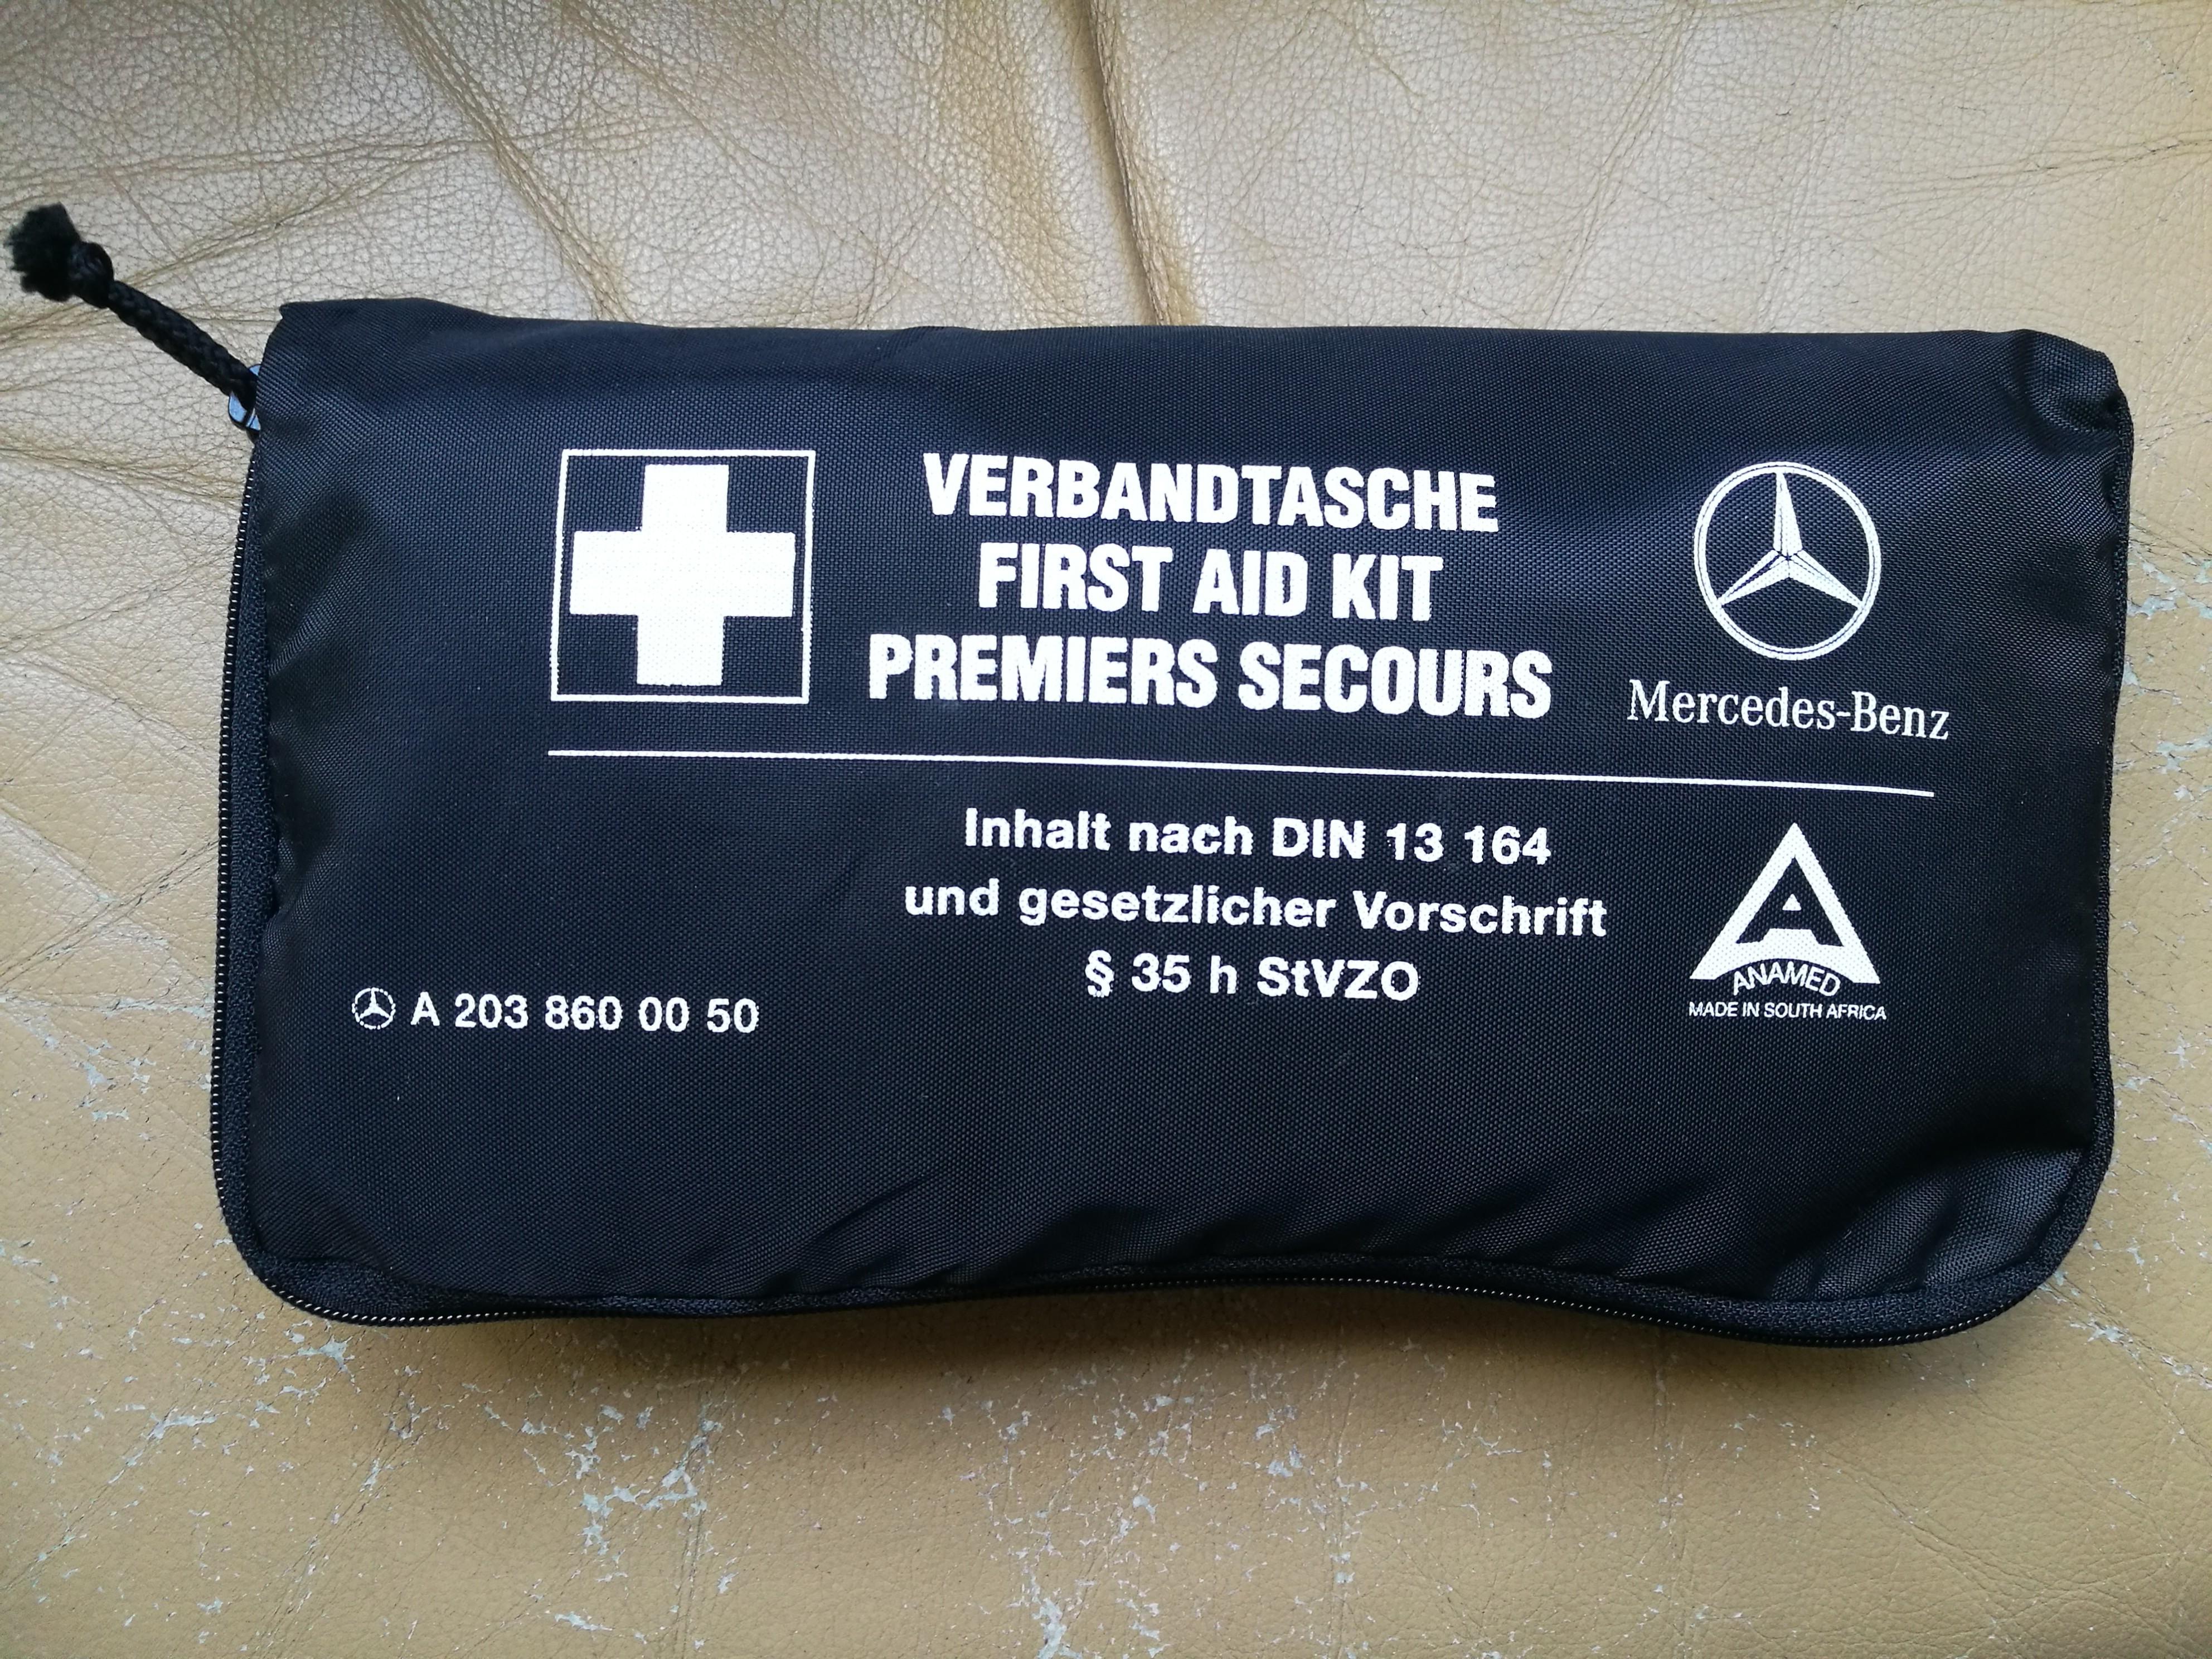 VERBANDTASCHE
FIRST AID KIT
PREMIERS SECOURS
Mercedes-Benz
Inhalt nach DIN 13 164
und gesetzlicher Vorschrift
§ 35 h StVZO
A 203 860 00 50
A
ANAMED
MADE IN SOUTH AFRICA